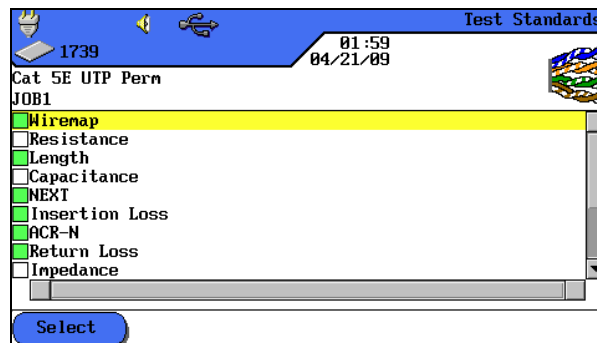 Test Standards
1739
01:59
04/21/09
Cat 5E UTP Perm
JOB1
Wiremap
Resistance
Length
Capacitance
NEXT
Insertion Loss
ACR-N
Return Loss
Impedance
Select